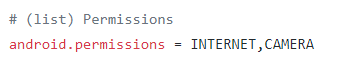 # (list) Permissions
android.permissions = INTERNET,CAMERA